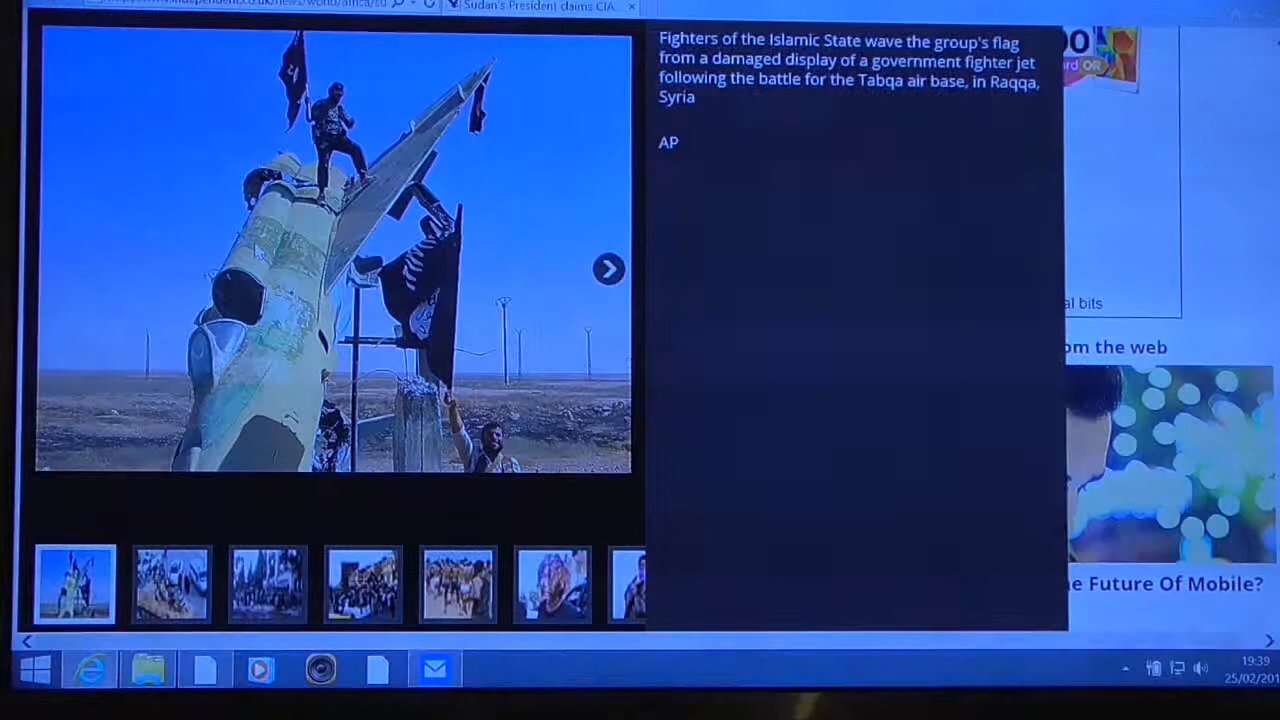 Sudan's President claims CIA...
Fighters of the Islamic State wave the group's flag
from a damaged display of a government fighter jet
following the battle for the Tabqa air base, in Raqqa,
Syria
AP
OR
al bits
om the web
e Future Of Mobile?
19:39
25/02/201